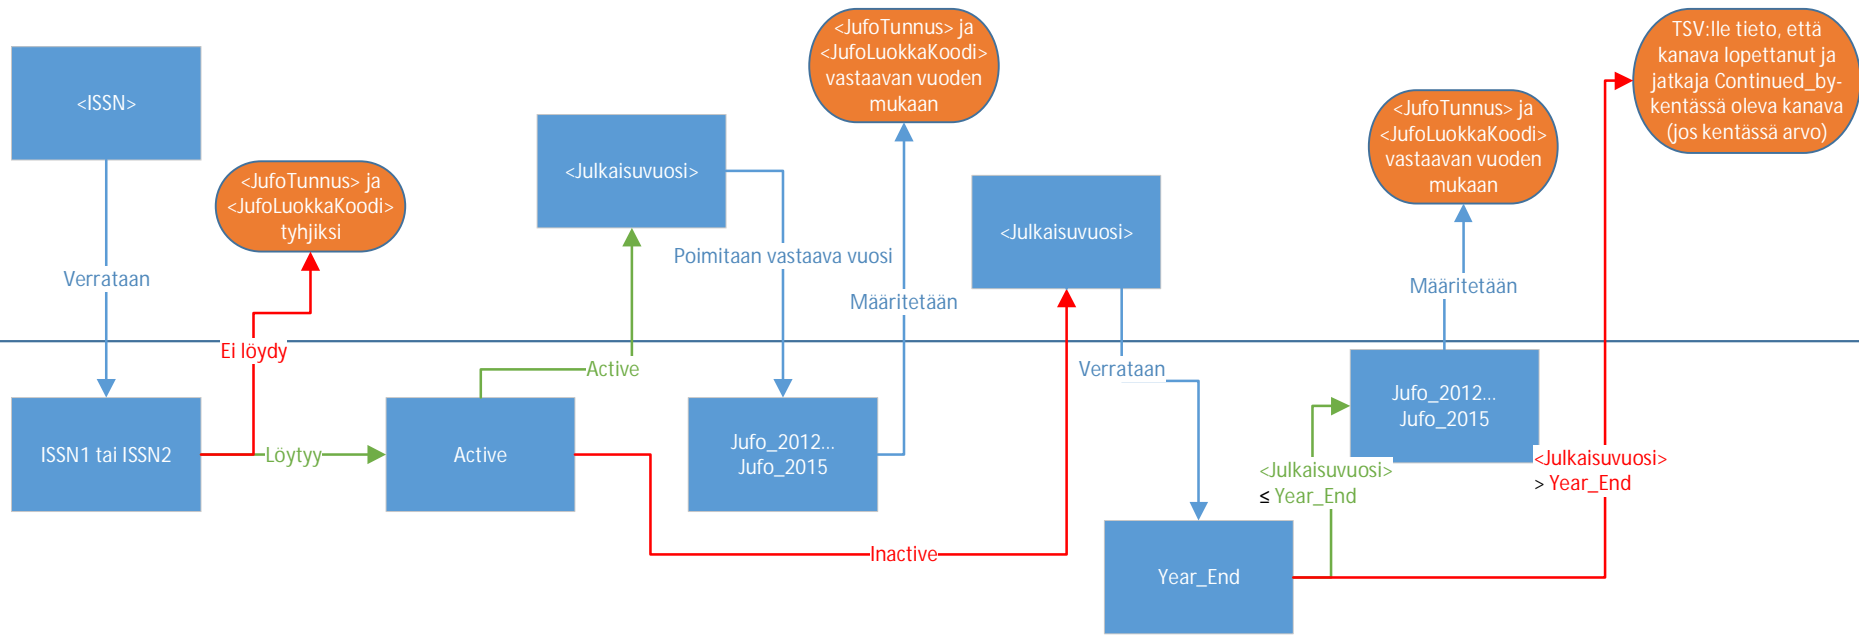 <ISSN>
Verrataan
ISSN1 tai ISSN2
<JufoTunnus> ja
<JufoLuokkaKoodi>
tyhjiksi
Ei löydy
Löytyy
Active
Active
Inactive
<Julkaisuvuosi>
Poimitaan vastaava vuosi
Jufo_2012...
Jufo_2015
Määritetään
<JufoTunnus> ja
<JufoLuokkaKoodi>
vastaavan vuoden
mukaan
<Julkaisuvuosi>
Verrataan
Year_End
<Julkaisuvuosi>
≤ Year_End
Jufo_2012...
Jufo_2015
Määritetään
<JufoTunnus> ja
<JufoLuokkaKoodi>
vastaavan vuoden
mukaan
<Julkaisuvuosi>
> Year_End
TSV:lle tieto, että
kanava lopettanut ja
jatkaja Continued_by-
kentässä oleva kanava
(jos kentässä arvo)